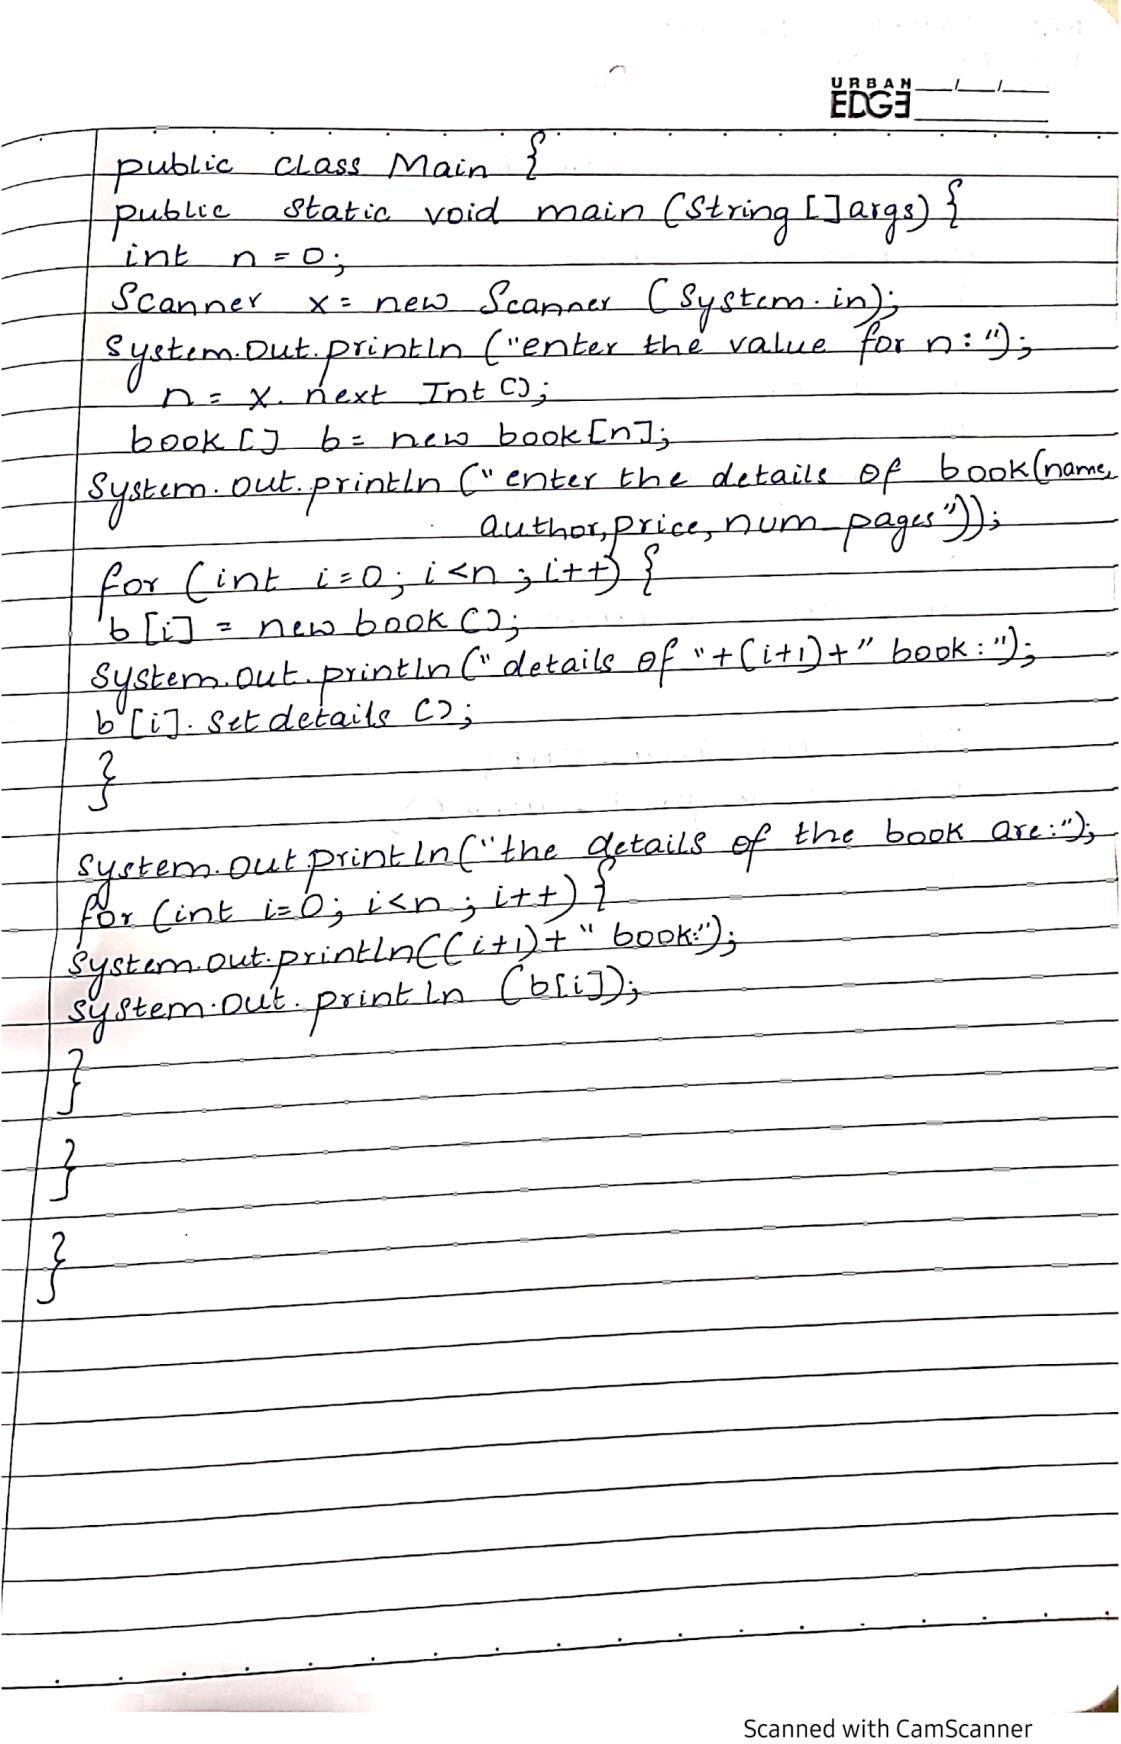 URBAN
EDGE __/__/__
public class Main {
public static void main (String [] args) {
int n = 0;
Scanner x = new Scanner (System.in);
System.out.println ("enter the value for n: ");
n = x. next Int ();
book [] b = new book [n];
System.out.println (" enter the details of book(name,
author, price, num_pages"));
for (int i = 0; i < n ; i++) {
b [i] = new book ();
System.out.println (" details of "+(i+1)+" book : ");
b [i]. set details ();
}
System.out println ("the details of the book are:");
for (int i = 0; i < n ; i++) {
System.out.println((i+1)+ " book:");
System.out. println (b[i]);
}
}
}
Scanned with CamScanner